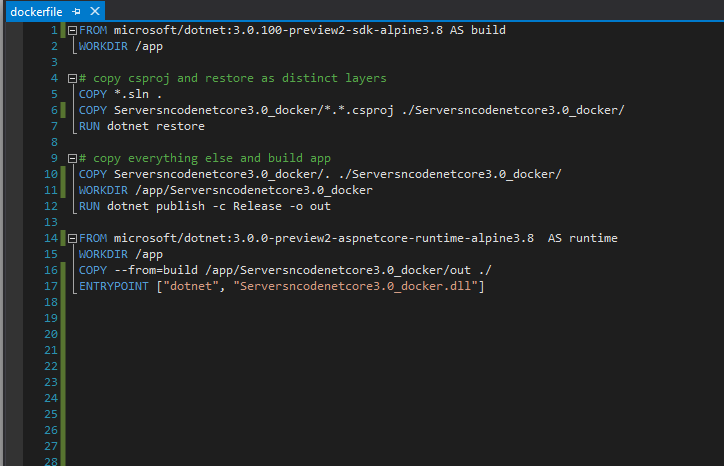 dockerfile
1 FROM microsoft/dotnet:3.0.100-preview2-sdk-alpine3.8 AS build
2 WORKDIR /app
3
4 # copy csproj and restore as distinct layers
5 COPY *.sln .
6 COPY Serversncodenetcore3.0_docker/*.*.csproj ./Serversncodenetcore3.0_docker/
7 RUN dotnet restore
8
9 # copy everything else and build app
10 COPY Serversncodenetcore3.0_docker/. ./Serversncodenetcore3.0_docker/
11 WORKDIR /app/Serversncodenetcore3.0_docker
12 RUN dotnet publish -c Release -o out
13
14 FROM microsoft/dotnet:3.0.0-preview2-aspnetcore-runtime-alpine3.8  AS runtime
15 WORKDIR /app
16 COPY --from=build /app/Serversncodenetcore3.0_docker/out ./
17 ENTRYPOINT ["dotnet", "Serversncodenetcore3.0_docker.dll"]
18
19
20
21
22
23
24
25
26
27
28